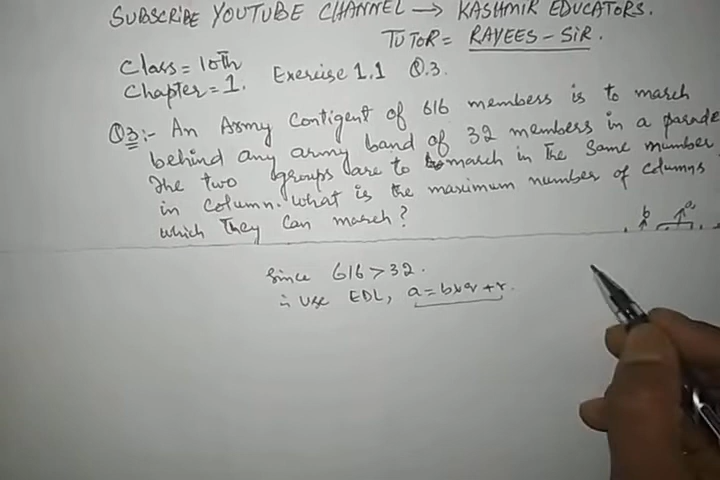 SUBSCRIBE YOUTUBE CHANNEL → KASHMIR EDUCATORS.
TUTOR = RAYEES-SIR.
Class = 10th
Chapter = 1. Exercise 1.1 Q.3.
Q3:- An Army Contigent of 616 members is to march
behind any army band of 32 members in a parade
The two groups are to march in the same number
in column. what is the maximum number of columns
which they can march?
b a
Since 616 > 32.
∴ use EDL, a = b×q + r.